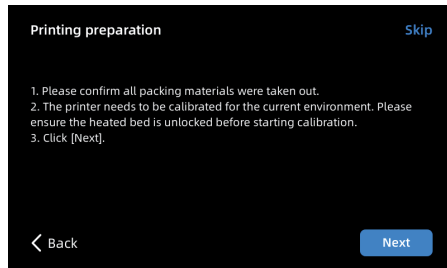 Printing preparation
Skip
1. Please confirm all packing materials were taken out.
2. The printer needs to be calibrated for the current environment. Please
ensure the heated bed is unlocked before starting calibration.
3. Click [Next].
Back
Next